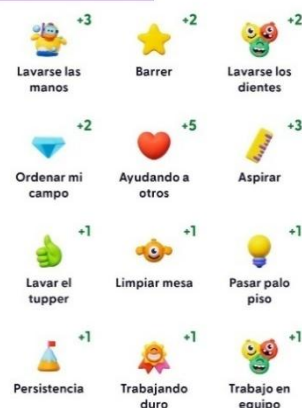 +3
+2
+2
Lavarse las
manos
Barrer
Lavarse los
dientes
+2
+5
+3
Ordenar mi
campo
Ayudando a
otros
Aspirar
+1
+1
+1
Lavar el
tupper
Limpiar mesa
Pasar palo
piso
+1
+1
+1
Persistencia
Trabajando
duro
Trabajo en
equipo